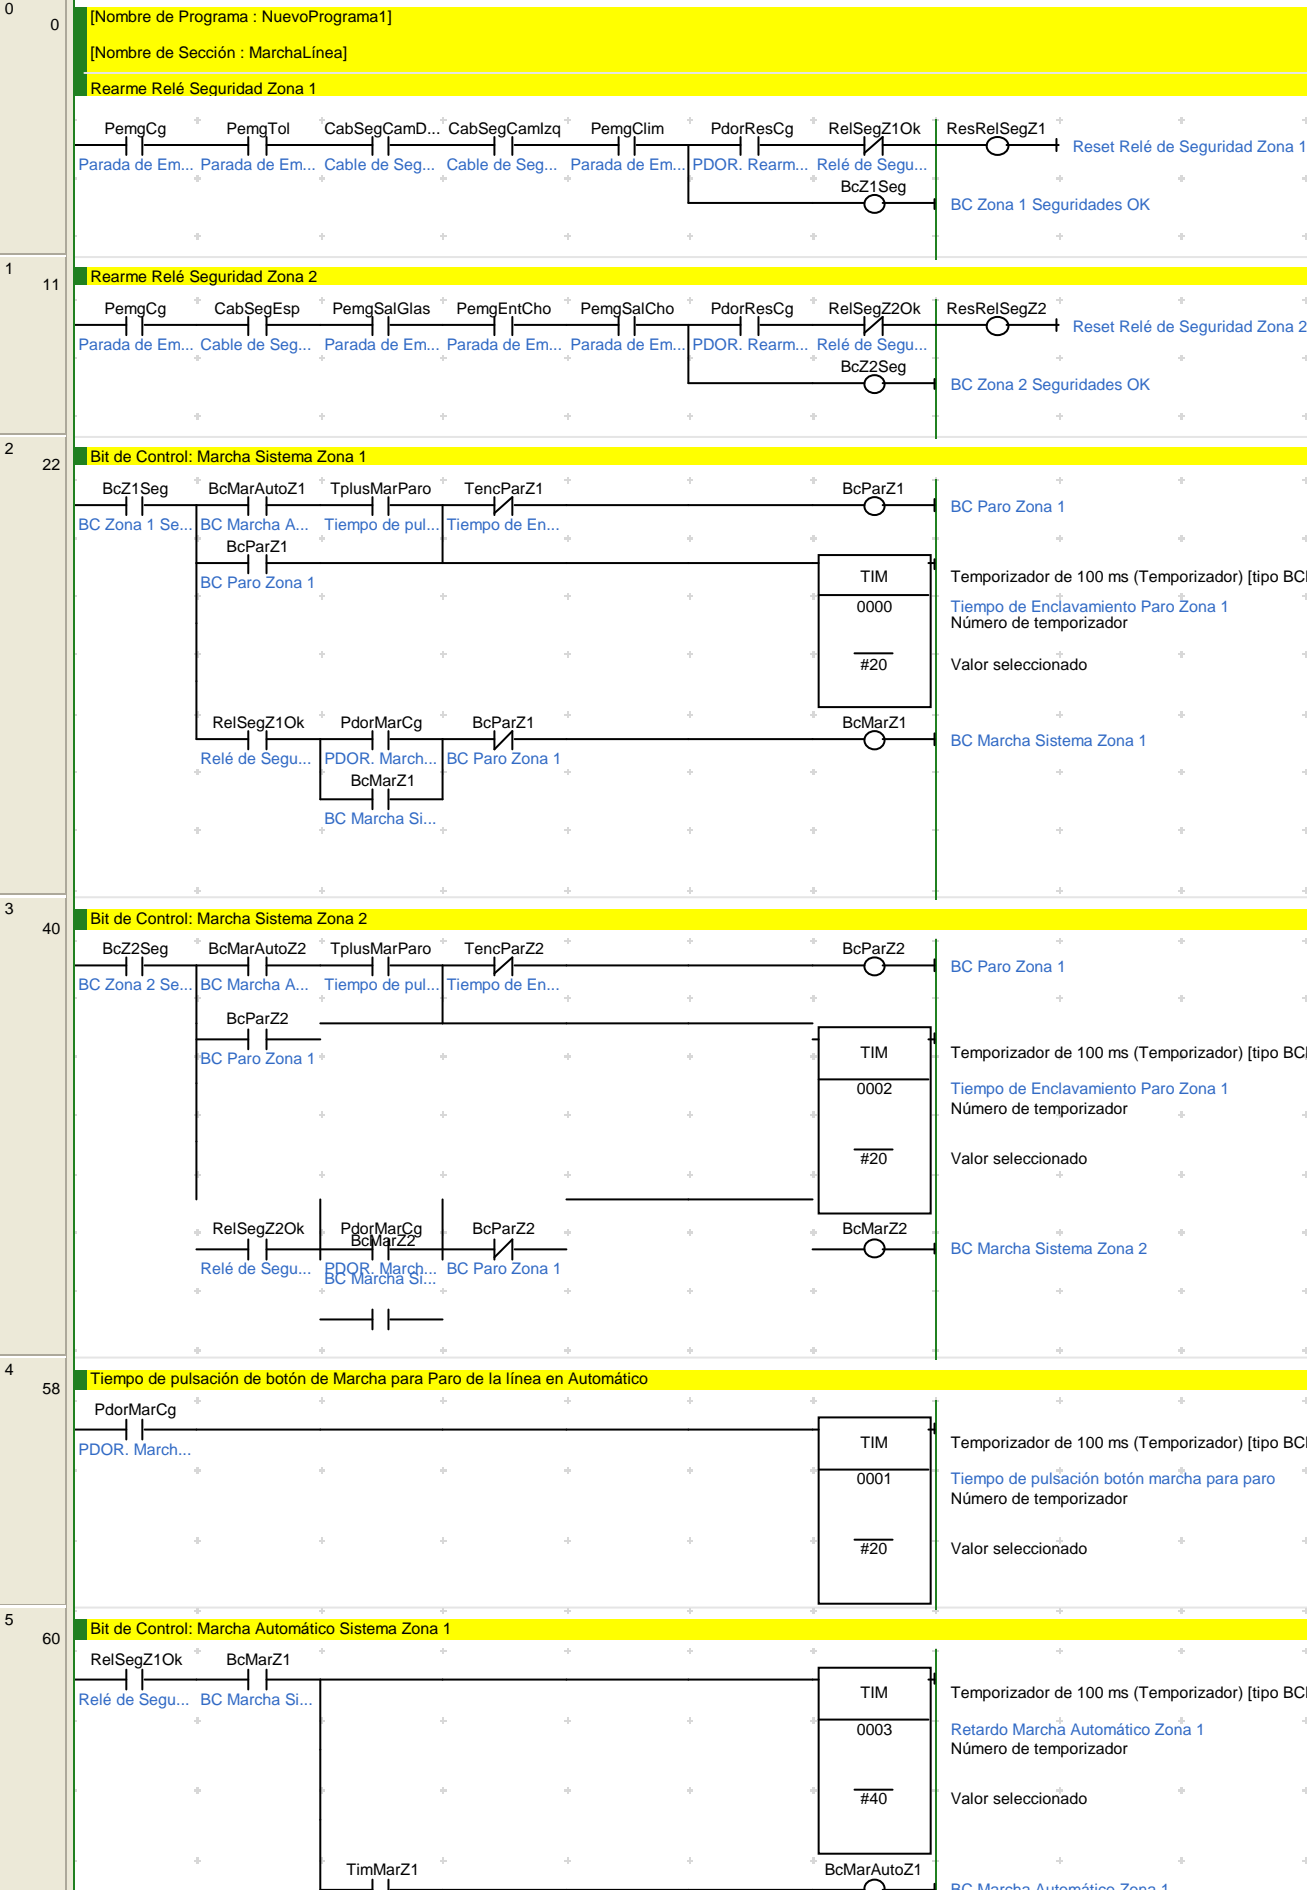 0
0
[Nombre de Programa : NuevoPrograma1]
[Nombre de Sección : MarchaLínea]
Rearme Relé Seguridad Zona 1
PemgCg PemgTol CabSegCamD... CabSegCamIzq PemgClim PdorResCg RelSegZ1Ok ResRelSegZ1
Parada de Em... Parada de Em... Cable de Seg... Cable de Seg... Parada de Em... PDOR. Rearm... Relé de Segu... Reset Relé de Seguridad Zona 1
BcZ1Seg
BC Zona 1 Seguridades OK
1
11
Rearme Relé Seguridad Zona 2
PemgCg CabSegEsp PemgSalGlas PemgEntCho PemgSalCho PdorResCg RelSegZ2Ok ResRelSegZ2
Parada de Em... Cable de Seg... Parada de Em... Parada de Em... Parada de Em... PDOR. Rearm... Relé de Segu... Reset Relé de Seguridad Zona 2
BcZ2Seg
BC Zona 2 Seguridades OK
2
22
Bit de Control: Marcha Sistema Zona 1
BcZ1Seg BcMarAutoZ1 TplusMarParo TencParZ1 BcParZ1
BC Zona 1 Se... BC Marcha A... Tiempo de pul... Tiempo de En... BC Paro Zona 1
BcParZ1
BC Paro Zona 1
TIM Temporizador de 100 ms (Temporizador) [tipo BC
0000 Tiempo de Enclavamiento Paro Zona 1
Número de temporizador
#20 Valor seleccionado
RelSegZ1Ok PdorMarCg BcParZ1 BcMarZ1
Relé de Segu... PDOR. March... BC Paro Zona 1 BC Marcha Sistema Zona 1
BcMarZ1
BC Marcha Si...
3
40
Bit de Control: Marcha Sistema Zona 2
BcZ2Seg BcMarAutoZ2 TplusMarParo TencParZ2 BcParZ2
BC Zona 2 Se... BC Marcha A... Tiempo de pul... Tiempo de En... BC Paro Zona 1
BcParZ2
BC Paro Zona 1
TIM Temporizador de 100 ms (Temporizador) [tipo BC
0002 Tiempo de Enclavamiento Paro Zona 1
Número de temporizador
#20 Valor seleccionado
RelSegZ2Ok PdorMarCg BcParZ2 BcMarZ2
BcMarZ2
Relé de Segu... PDOR. March... BC Paro Zona 1 BC Marcha Sistema Zona 2
BC Marcha Si...
4
58
Tiempo de pulsación de botón de Marcha para Paro de la línea en Automático
PdorMarCg
PDOR. March...
TIM Temporizador de 100 ms (Temporizador) [tipo BC
0001 Tiempo de pulsación botón marcha para paro
Número de temporizador
#20 Valor seleccionado
5
60
Bit de Control: Marcha Automático Sistema Zona 1
RelSegZ1Ok BcMarZ1
Relé de Segu... BC Marcha Si...
TIM Temporizador de 100 ms (Temporizador) [tipo BC
0003 Retardo Marcha Automático Zona 1
Número de temporizador
#40 Valor seleccionado
TimMarZ1 BcMarAutoZ1
BC Marcha Automático Zona 1